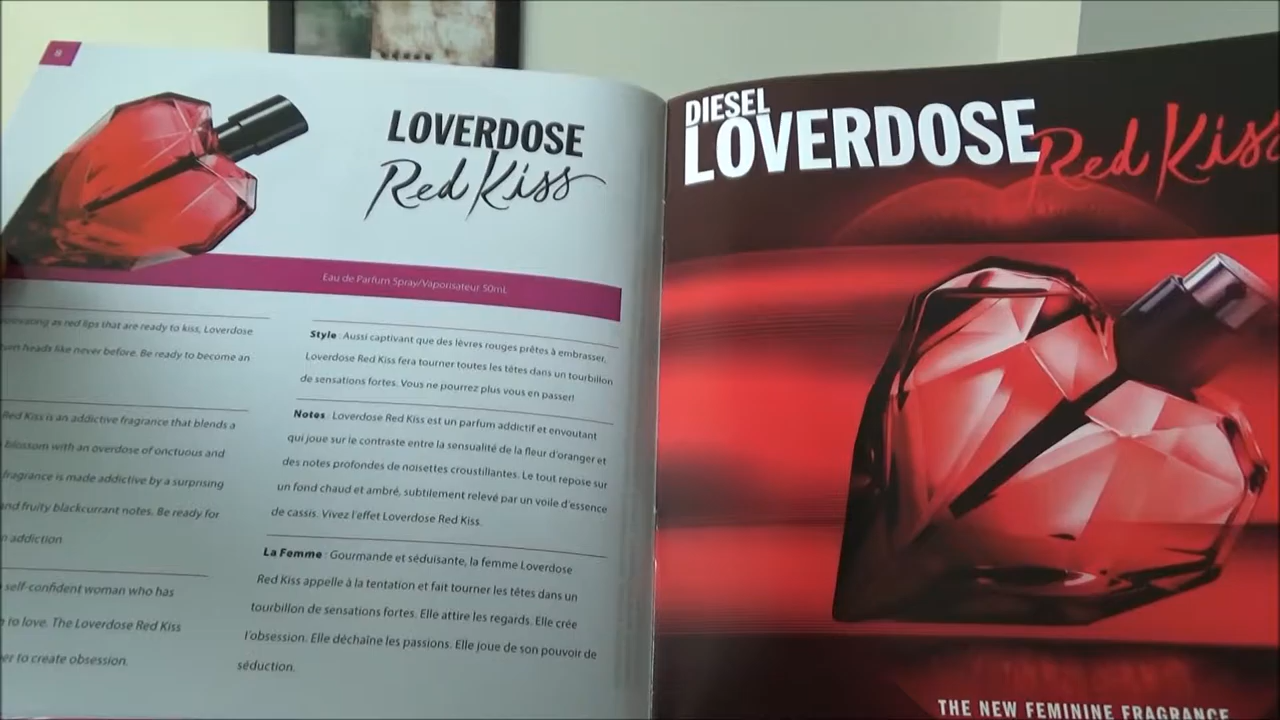 LOVERDOSE
Red Kiss
Eau de Parfum Spray/Vaporisateur 50mL
as red lips that are ready to kiss, Loverdose
heads like never before. Be ready to become an
Red Kiss is an addictive fragrance that blends a
blossom with an overdose of onctuous and
fragrance is made addictive by a surprising
and fruity blackcurrant notes. Be ready for
addiction
self-confident woman who has
to love. The Loverdose Red Kiss
to create obsession.
Style : Aussi captivant que des lèvres rouges prêtes à embrasser,
Loverdose Red Kiss fera tourner toutes les têtes dans un tourbillon
de sensations fortes. Vous ne pourrez plus vous en passer!
Notes : Loverdose Red Kiss est un parfum addictif et envoutant
qui joue sur le contraste entre la sensualité de la fleur d'oranger et
des notes profondes de noisettes croustillantes. Le tout repose sur
un fond chaud et ambré, subtilement relevé par un voile d'essence
de cassis. Vivez l'effet Loverdose Red Kiss.
La Femme : Gourmande et séduisante, la femme Loverdose
Red Kiss appelle à la tentation et fait tourner les têtes dans un
tourbillon de sensations fortes. Elle attire les regards. Elle crée
l'obsession. Elle déchaîne les passions. Elle joue de son pouvoir de
séduction.
DIESEL
LOVERDOSE
Red Kiss
THE NEW FEMININE FRAGRANCE